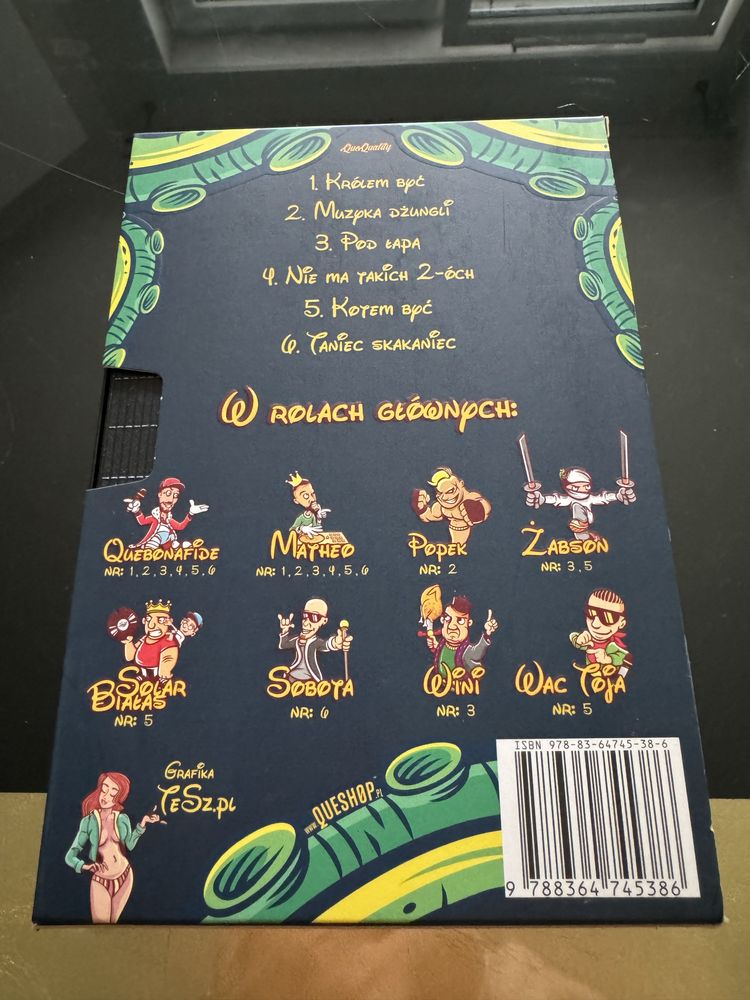 QueQuality
1. Królem być
2. Muzyka dżungli
3. Pod łapa
4. Nie ma takich 2-óch
5. Kotem być
6. Taniec skakaniec
W rolach głównych:
Quebonafide
NR: 1, 2, 3, 4, 5, 6
Matheo
NR: 1, 2, 3, 4, 5, 6
Popek
NR: 2
Żabson
NR: 3, 5
Solar
Białas
NR: 5
Sobota
NR: 6
Wini
NR: 3
Wac Toja
NR: 5
Grafika
TeSz.pl
www.QUESHOP.PL
ISBN 978-83-64745-38-6
9 788364 745386